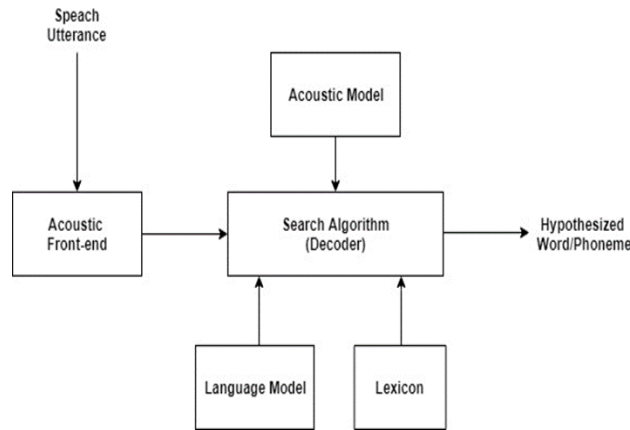 Speach
Utterance
Acoustic Model
Acoustic
Front-end
Search Algorithm
(Decoder)
Hypothesized
Word/Phoneme
Language Model
Lexicon